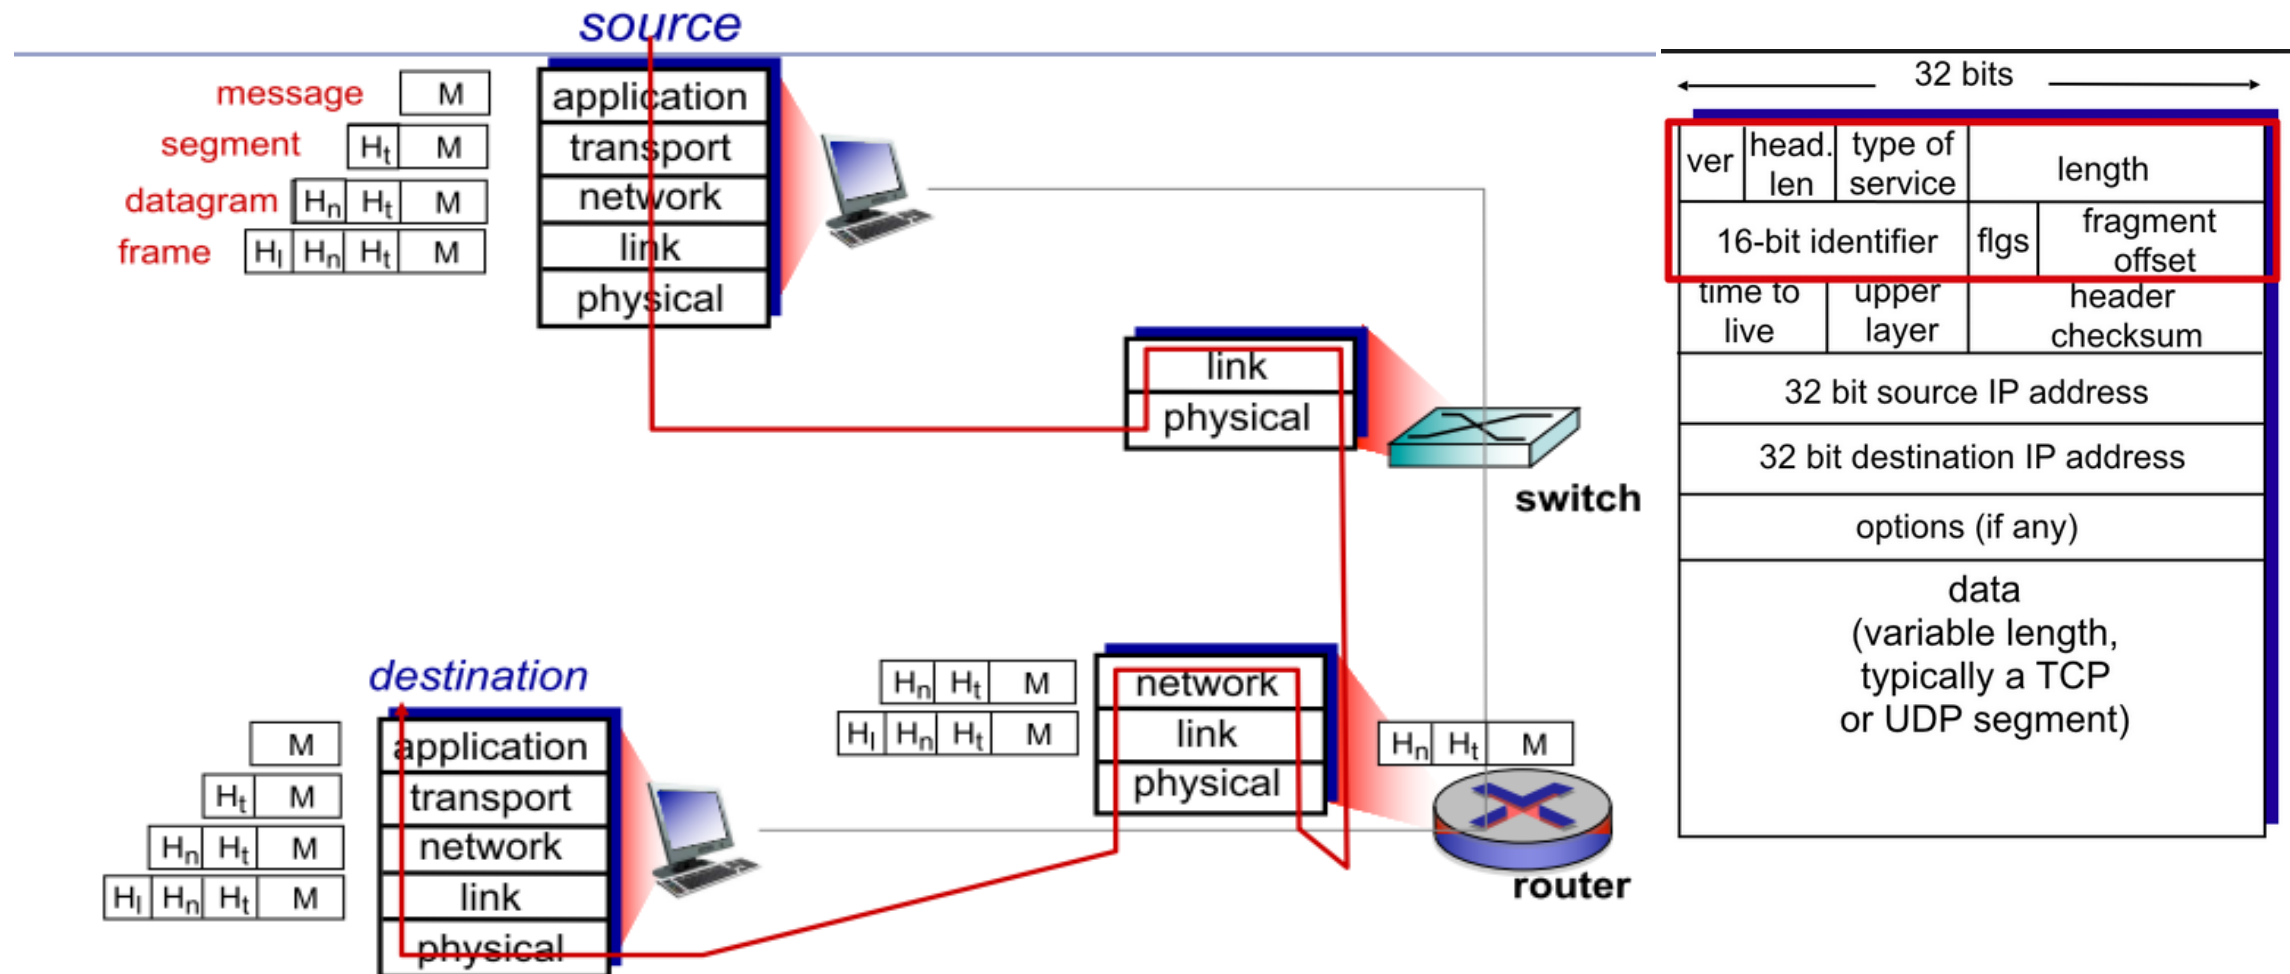 source
message M
segment Ht M
datagram Hn Ht M
frame Hl Hn Ht M
application
transport
network
link
physical
link
physical
switch
destination
M
Ht M
Hn Ht M
Hl Hn Ht M
application
transport
network
link
physical
Hn Ht M
Hl Hn Ht M
network
link
physical
Hn Ht M
router
32 bits
ver
head.
len
type of
service
length
16-bit identifier
flgs
fragment
offset
time to
live
upper
layer
header
checksum
32 bit source IP address
32 bit destination IP address
options (if any)
data
(variable length,
typically a TCP
or UDP segment)